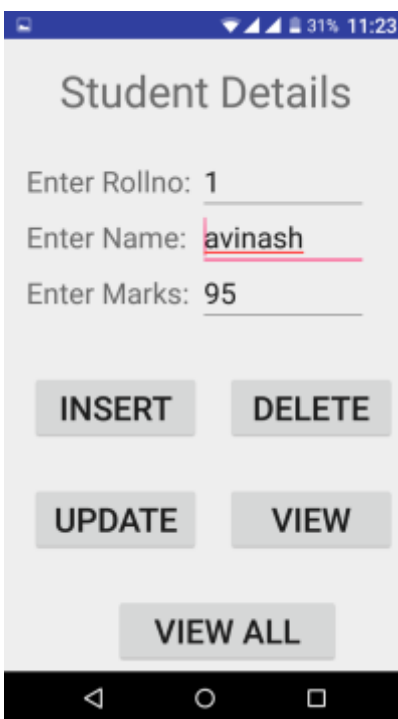 31% 11:23
Student Details
Enter Rollno: 1
Enter Name: avinash
Enter Marks: 95
INSERT DELETE
UPDATE VIEW
VIEW ALL